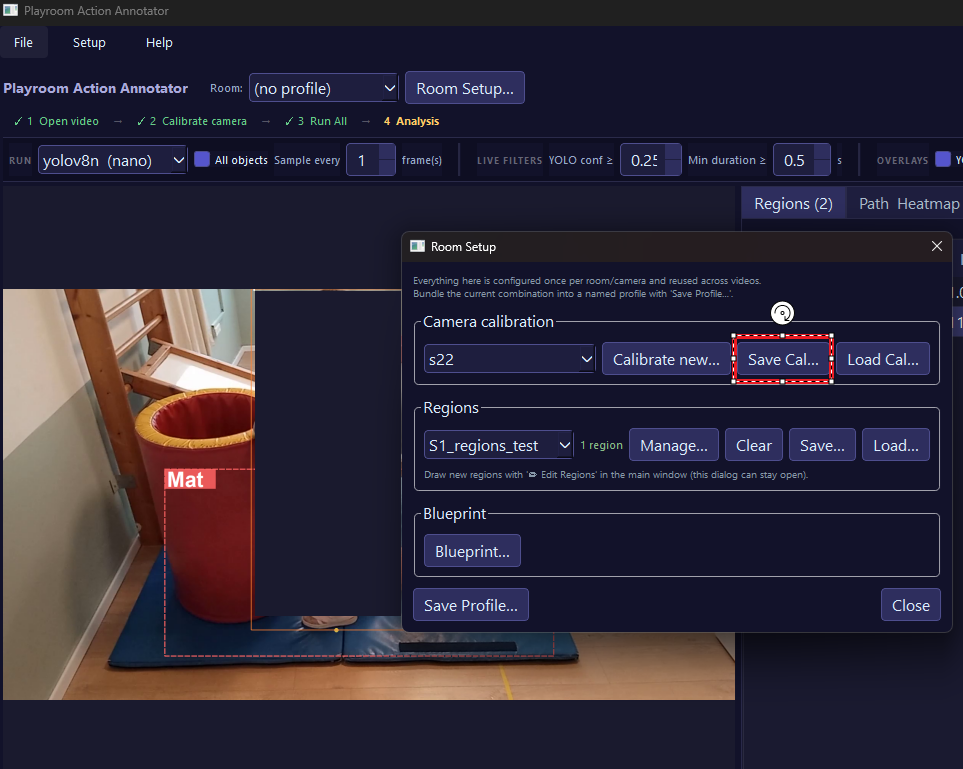 Playroom Action Annotator
File Setup Help
Playroom Action Annotator Room: (no profile) Room Setup...
✓ 1 Open video → ✓ 2 Calibrate camera → ✓ 3 Run All → 4 Analysis
RUN yolov8n (nano) All objects Sample every 1 frame(s) LIVE FILTERS YOLO conf ≥ 0.25 Min duration ≥ 0.5 s OVERLAYS
Regions (2) Path Heatmap
Room Setup
Everything here is configured once per room/camera and reused across videos.
Bundle the current combination into a named profile with 'Save Profile...'.
Camera calibration
s22 Calibrate new... Save Cal... Load Cal...
Regions
S1_regions_test 1 region Manage... Clear Save... Load...
Draw new regions with '✏ Edit Regions' in the main window (this dialog can stay open).
Mat
Blueprint
Blueprint...
Save Profile... Close